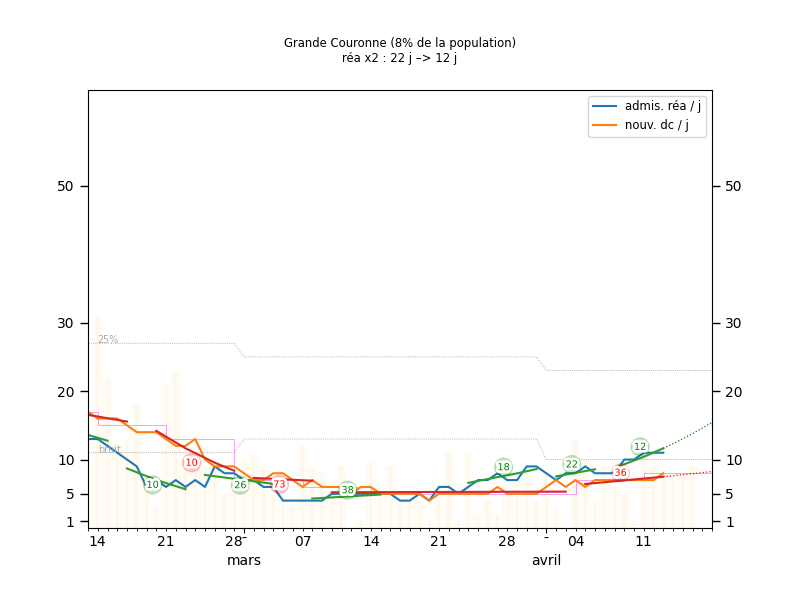 Grande Couronne (8% de la population)
réa x2 : 22 j –> 12 j
admis. réa / j
nouv. dc / j
50 50
30 30
25%
20 20
bruit
10 10
5 5
1 1
-10
-10
-26
-73
-38
-18
-22
-36
-12
14 21 28 07 14 21 28 04 11
mars avril